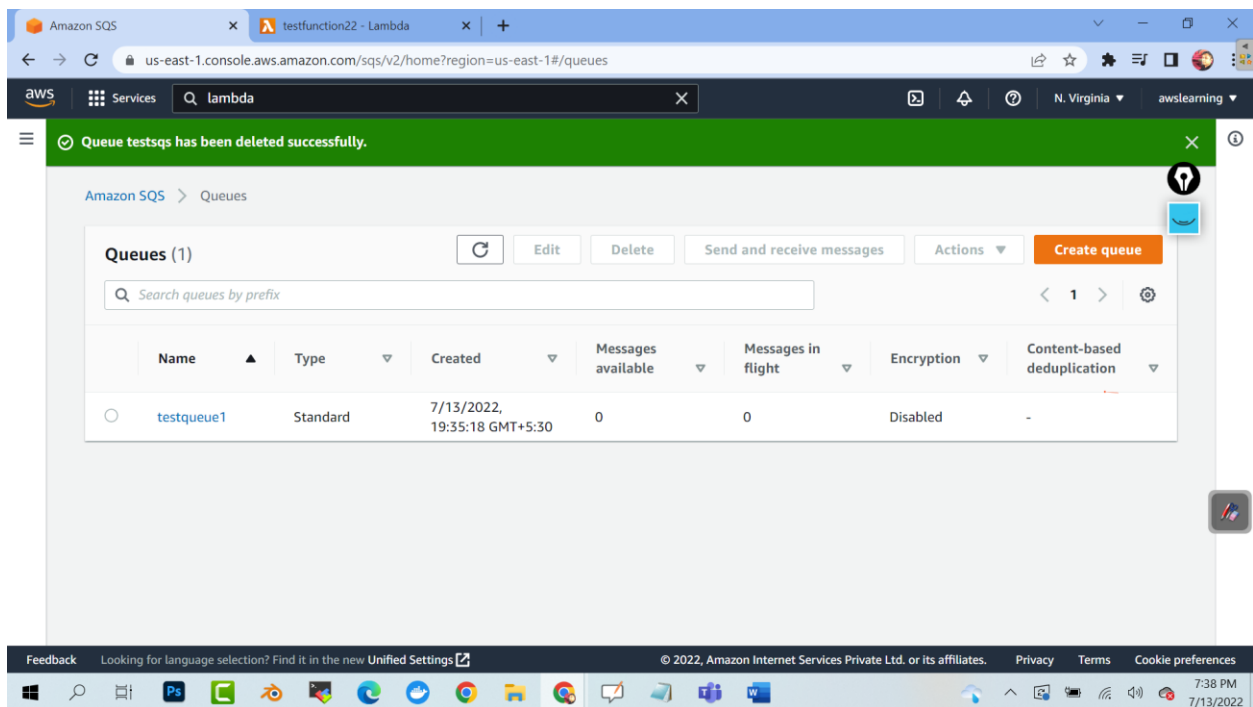 Amazon SQS
testfunction22 - Lambda
us-east-1.console.aws.amazon.com/sqs/v2/home?region=us-east-1#/queues
aws Services lambda N. Virginia awslearning
Queue testsqs has been deleted successfully.
Amazon SQS > Queues
Queues (1) Edit Delete Send and receive messages Actions Create queue
Search queues by prefix 1
Name Type Created Messages available Messages in flight Encryption Content-based deduplication
testqueue1 Standard 7/13/2022, 19:35:18 GMT+5:30 0 0 Disabled -
Feedback Looking for language selection? Find it in the new Unified Settings © 2022, Amazon Internet Services Private Ltd. or its affiliates. Privacy Terms Cookie preferences
Ps W 7:38 PM
7/13/2022